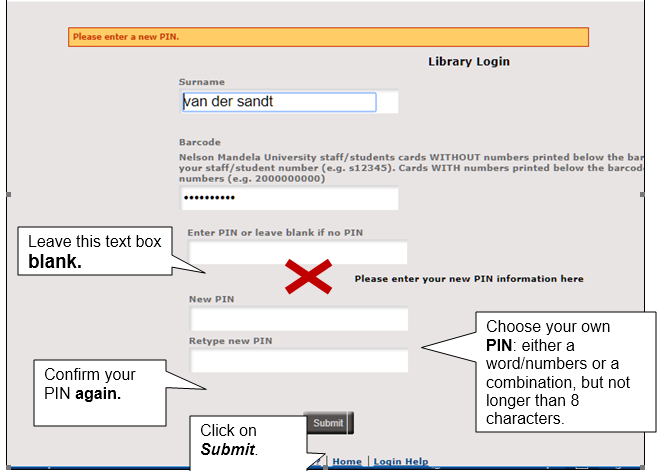 Please enter a new PIN.
Library Login
Surname
van der sandt
Barcode
Nelson Mandela University staff/students cards WITHOUT numbers printed below the bar
your staff/student number (e.g. s12345). Cards WITH numbers printed below the barcod
numbers (e.g. 2000000000)
••••••••••
Enter PIN or leave blank if no PIN
Leave this text box
blank.
Please enter your new PIN information here
New PIN
Retype new PIN
Choose your own
PIN: either a
word/numbers or a
combination, but not
longer than 8
characters.
Confirm your
PIN again.
Submit
Click on
Submit.
Home | Login Help